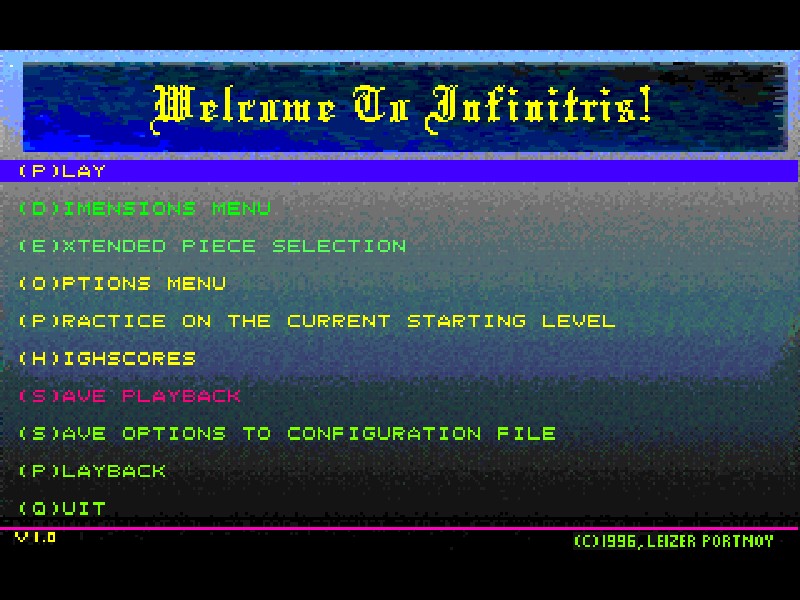 Welcome To Infinitris!
(P)LAY
(D)IMENSIONS MENU
(E)XTENDED PIECE SELECTION
(O)PTIONS MENU
(P)RACTICE ON THE CURRENT STARTING LEVEL
(H)IGHSCORES
(S)AVE PLAYBACK
(S)AVE OPTIONS TO CONFIGURATION FILE
(P)LAYBACK
(Q)UIT
V1.0
(C)1996, LEIZER PORTNOY